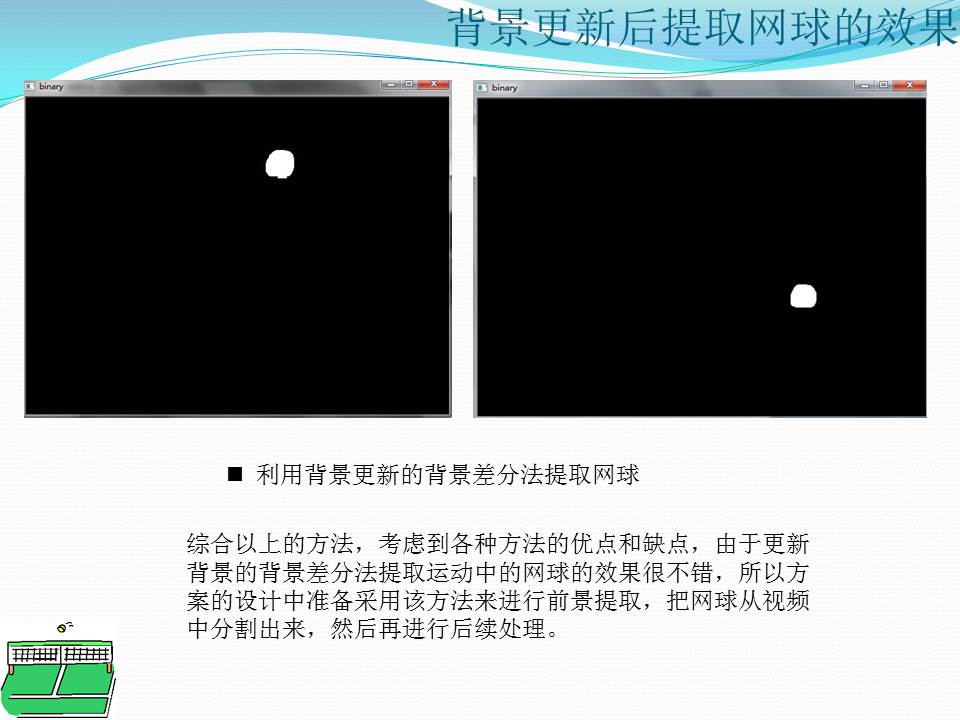 背景更新后提取网球的效果
binary
binary
■ 利用背景更新的背景差分法提取网球
综合以上的方法，考虑到各种方法的优点和缺点，由于更新
背景的背景差分法提取运动中的网球的效果很不错，所以方
案的设计中准备采用该方法来进行前景提取，把网球从视频
中分割出来，然后再进行后续处理。